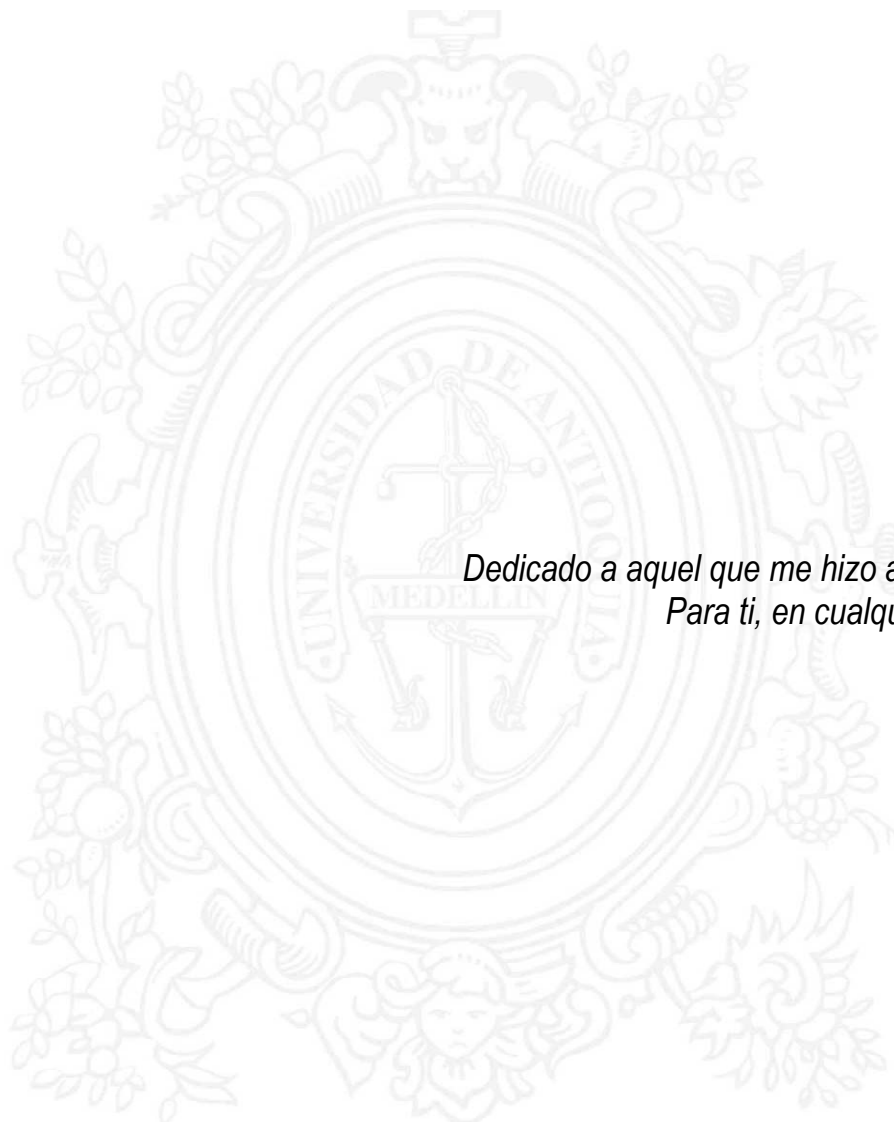 UNIVERSIDAD DE ANTIOQUIA
MEDELLIN
Dedicado a aquel que me hizo
Para ti, en